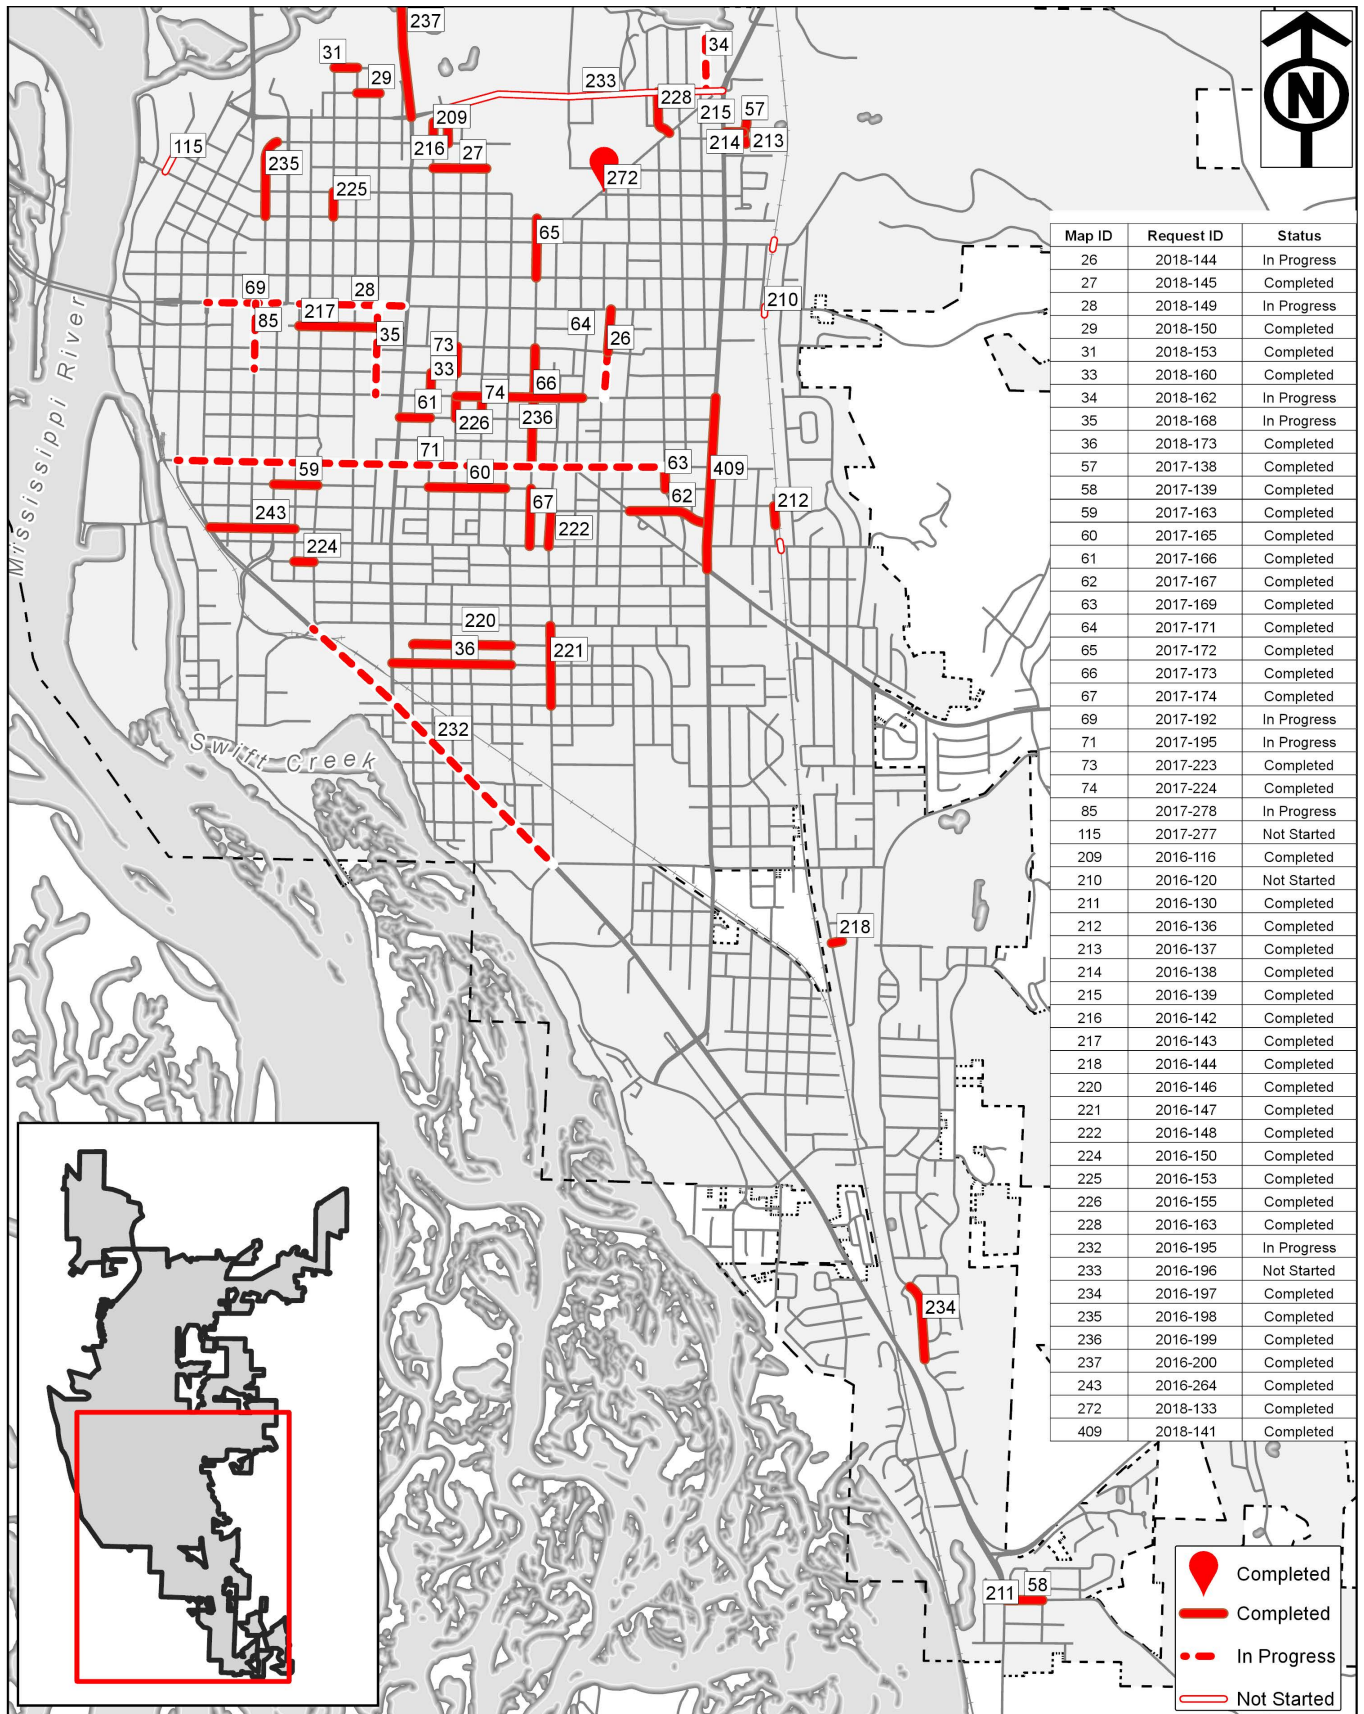 237
31
34
29
233
228
209
215
57
115
216
27
214
213
235
225
272
65
69
28
217
85
210
35
64
26
73
33
66
61
74
226
236
71
63
59
60
409
62
67
212
243
222
224
220
36
221
232
218
234
211
58
Mississippi River
Swift Creek
N
Map ID Request ID Status
26 2018-144 In Progress
27 2018-145 Completed
28 2018-149 In Progress
29 2018-150 Completed
31 2018-153 Completed
33 2018-160 Completed
34 2018-162 In Progress
35 2018-168 In Progress
36 2018-173 Completed
57 2017-138 Completed
58 2017-139 Completed
59 2017-163 Completed
60 2017-165 Completed
61 2017-166 Completed
62 2017-167 Completed
63 2017-169 Completed
64 2017-171 Completed
65 2017-172 Completed
66 2017-173 Completed
67 2017-174 Completed
69 2017-192 In Progress
71 2017-195 In Progress
73 2017-223 Completed
74 2017-224 Completed
85 2017-278 In Progress
115 2017-277 Not Started
209 2016-116 Completed
210 2016-120 Not Started
211 2016-130 Completed
212 2016-136 Completed
213 2016-137 Completed
214 2016-138 Completed
215 2016-139 Completed
216 2016-142 Completed
217 2016-143 Completed
218 2016-144 Completed
220 2016-146 Completed
221 2016-147 Completed
222 2016-148 Completed
224 2016-150 Completed
225 2016-153 Completed
226 2016-155 Completed
228 2016-163 Completed
232 2016-195 In Progress
233 2016-196 Not Started
234 2016-197 Completed
235 2016-198 Completed
236 2016-199 Completed
237 2016-200 Completed
243 2016-264 Completed
272 2018-133 Completed
409 2018-141 Completed
Completed
Completed
In Progress
Not Started